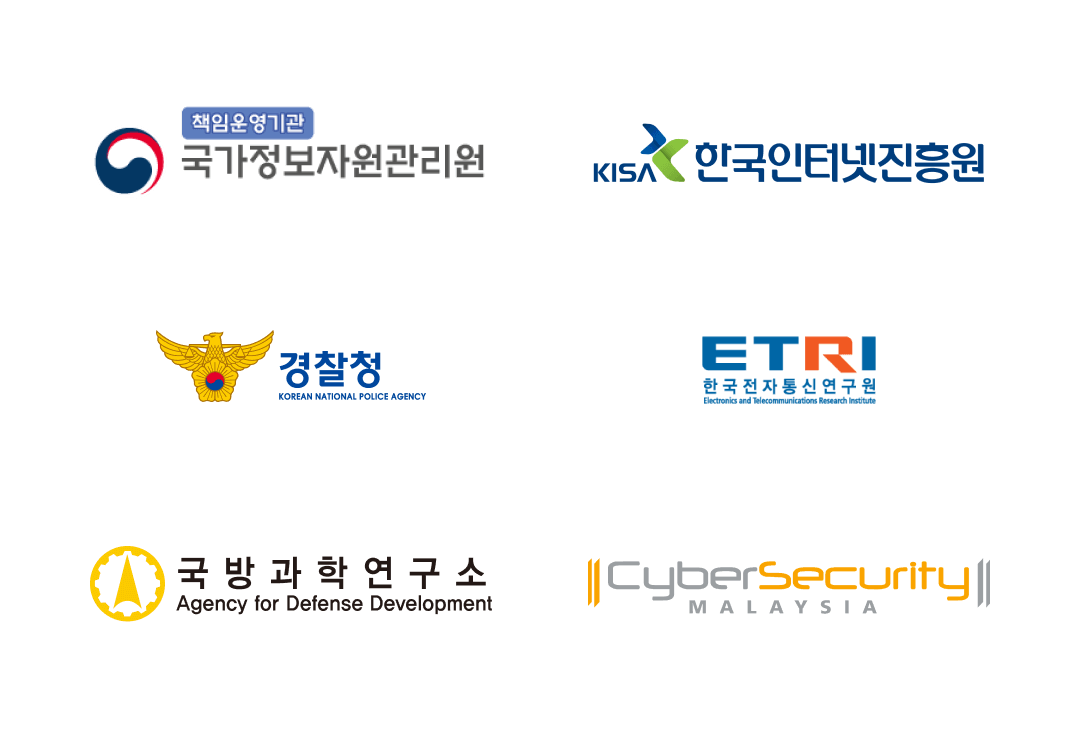 책임운영기관
국가정보자원관리원
KISA 한국인터넷진흥원
경찰청
KOREAN NATIONAL POLICE AGENCY
ETRI
한국전자통신연구원
Electronics and Telecommunications Research Institute
국방과학연구소
Agency for Defense Development
CyberSecurity
MALAYSIA